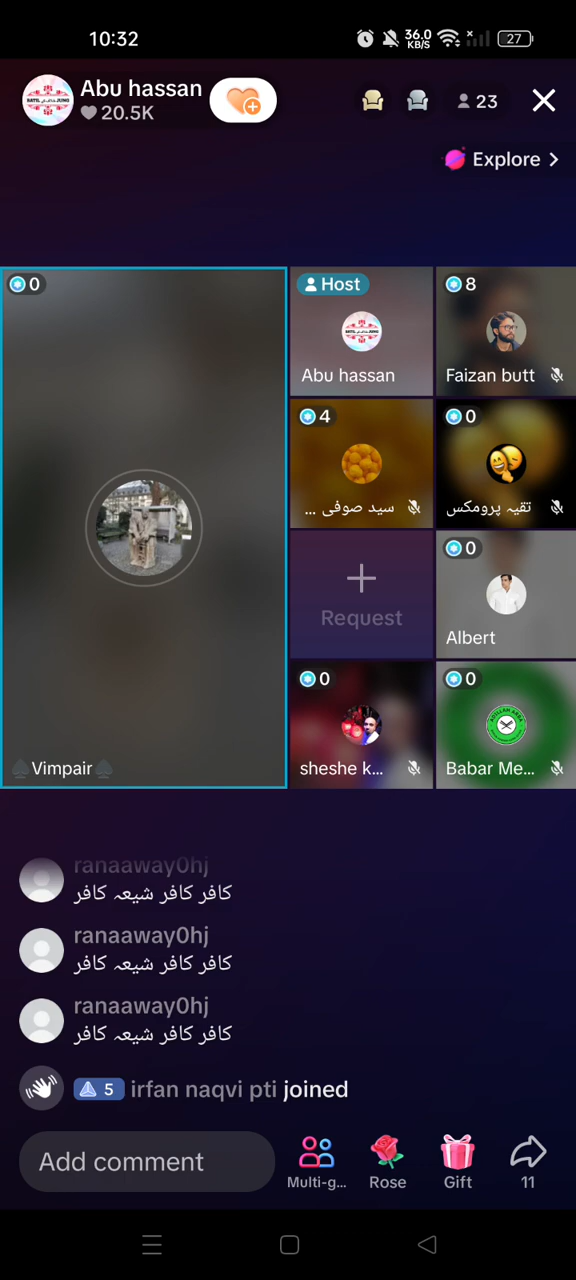 10:32
36.0 KB/S
27
Abu hassan
20.5K
23
Explore
0
Host
Abu hassan
8
Faizan butt
4
سید صوفی ...
0
تقیہ پرومکس
Request
0
Albert
Vimpair
0
sheshe k...
0
Babar Me...
ranaaway0hj
کافر کافر شیعہ کافر
ranaaway0hj
کافر کافر شیعہ کافر
ranaaway0hj
کافر کافر شیعہ کافر
5 irfan naqvi pti joined
Add comment
Multi-g...
Rose
Gift
11